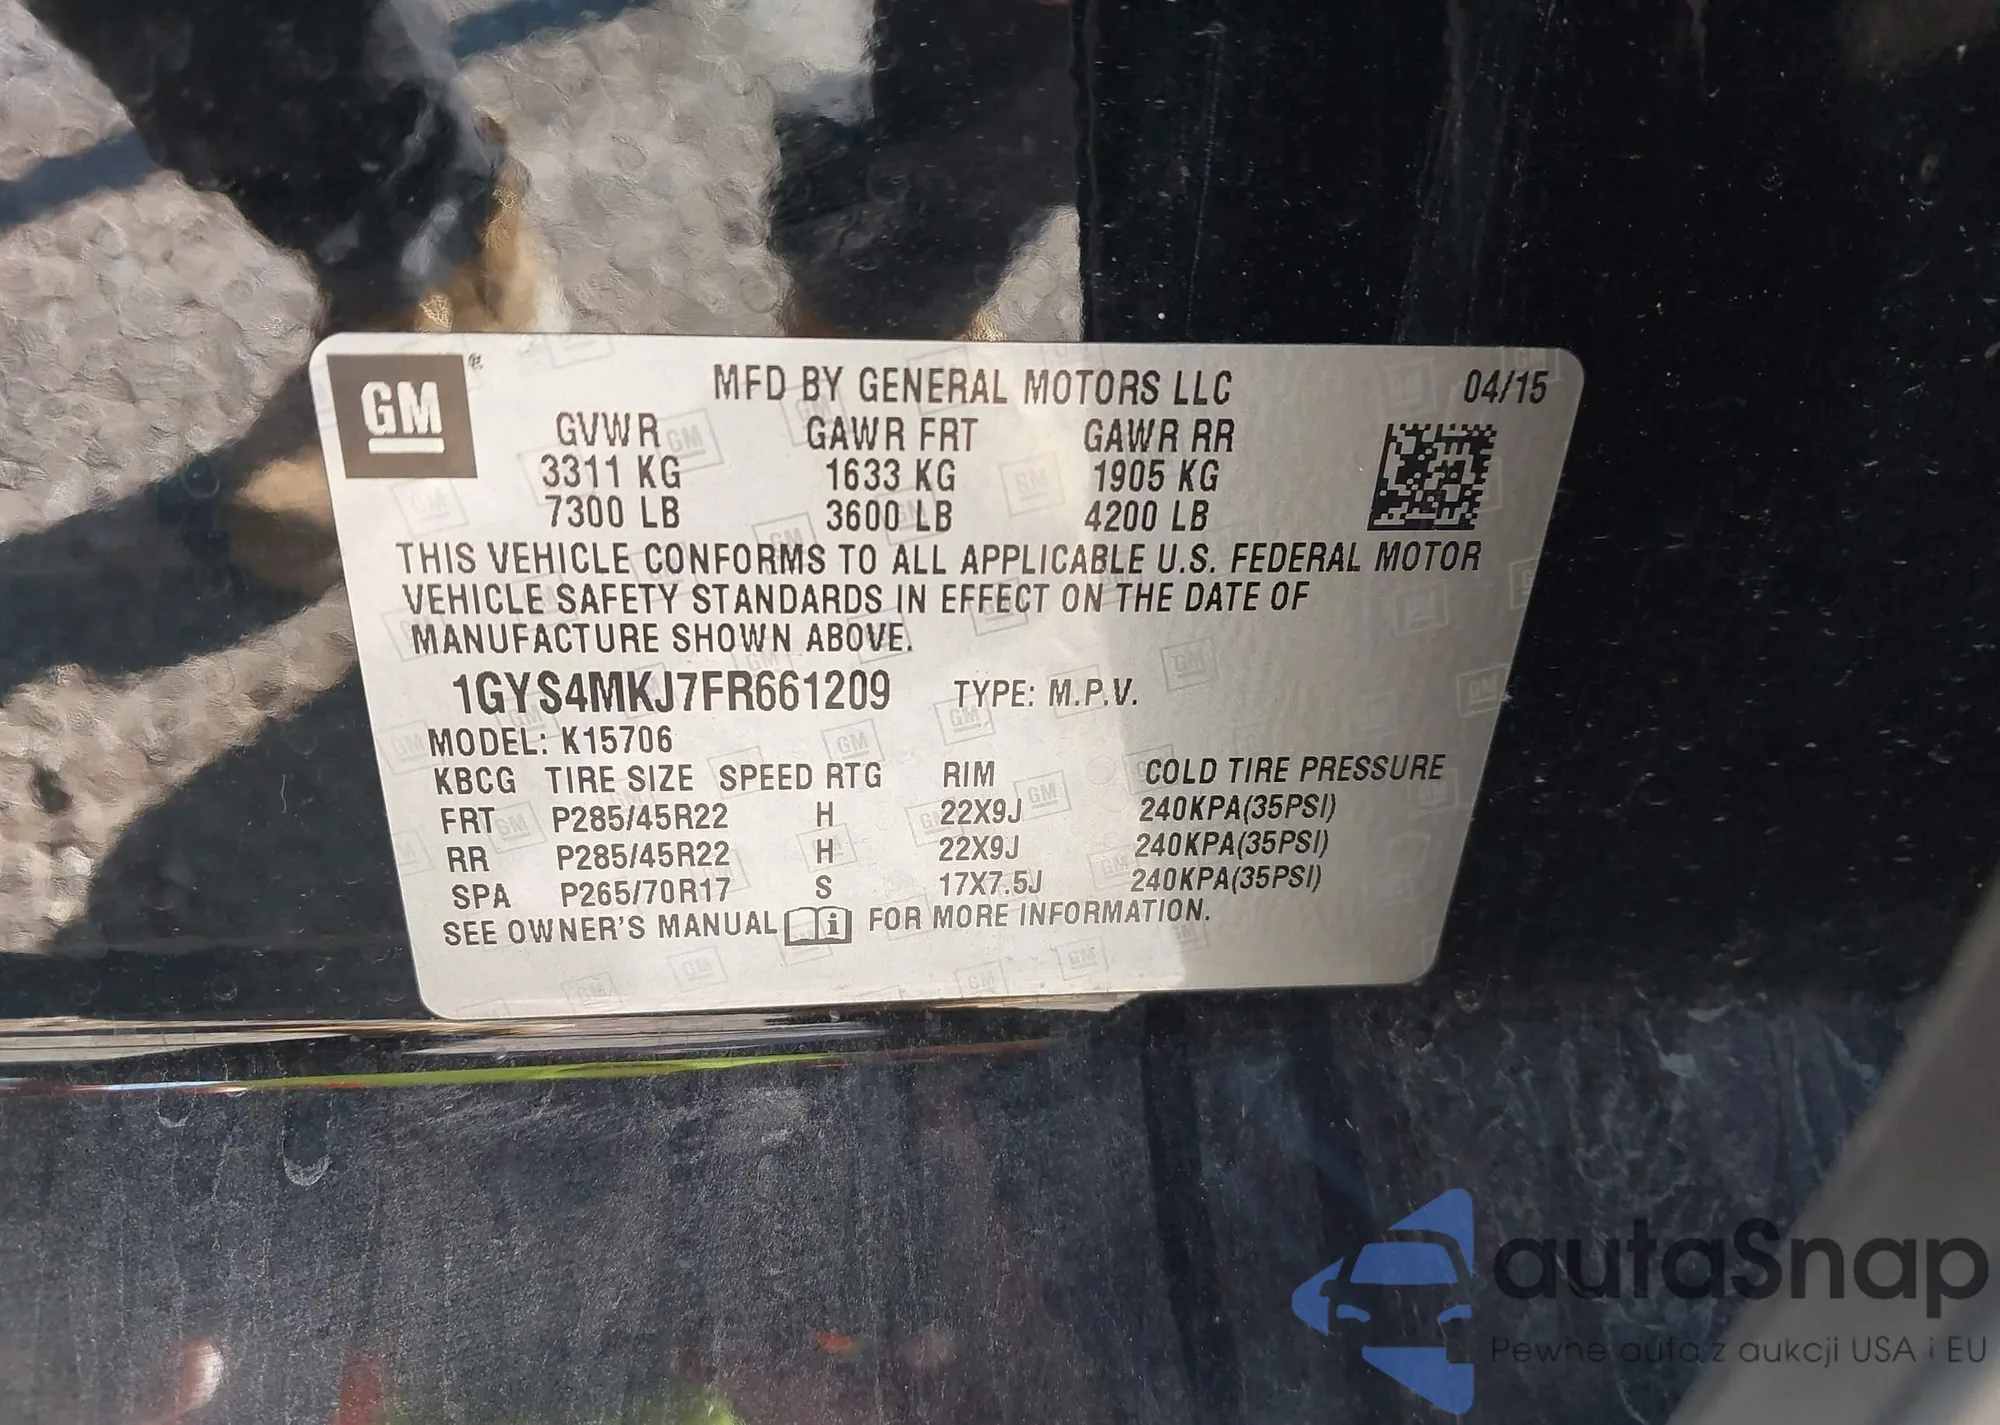 GM ®
MFD BY GENERAL MOTORS LLC 04/15
GVWR GAWR FRT GAWR RR
3311 KG 1633 KG 1905 KG
7300 LB 3600 LB 4200 LB
THIS VEHICLE CONFORMS TO ALL APPLICABLE U.S. FEDERAL MOTOR
VEHICLE SAFETY STANDARDS IN EFFECT ON THE DATE OF
MANUFACTURE SHOWN ABOVE.
1GYS4MKJ7FR661209 TYPE: M.P.V.
MODEL: K15706
KBCG TIRE SIZE SPEED RTG RIM COLD TIRE PRESSURE
FRT P285/45R22 H 22X9J 240KPA(35PSI)
RR P285/45R22 H 22X9J 240KPA(35PSI)
SPA P265/70R17 S 17X7.5J 240KPA(35PSI)
SEE OWNER'S MANUAL i FOR MORE INFORMATION.
autaSnap
Pewne auta z aukcji USA i EU